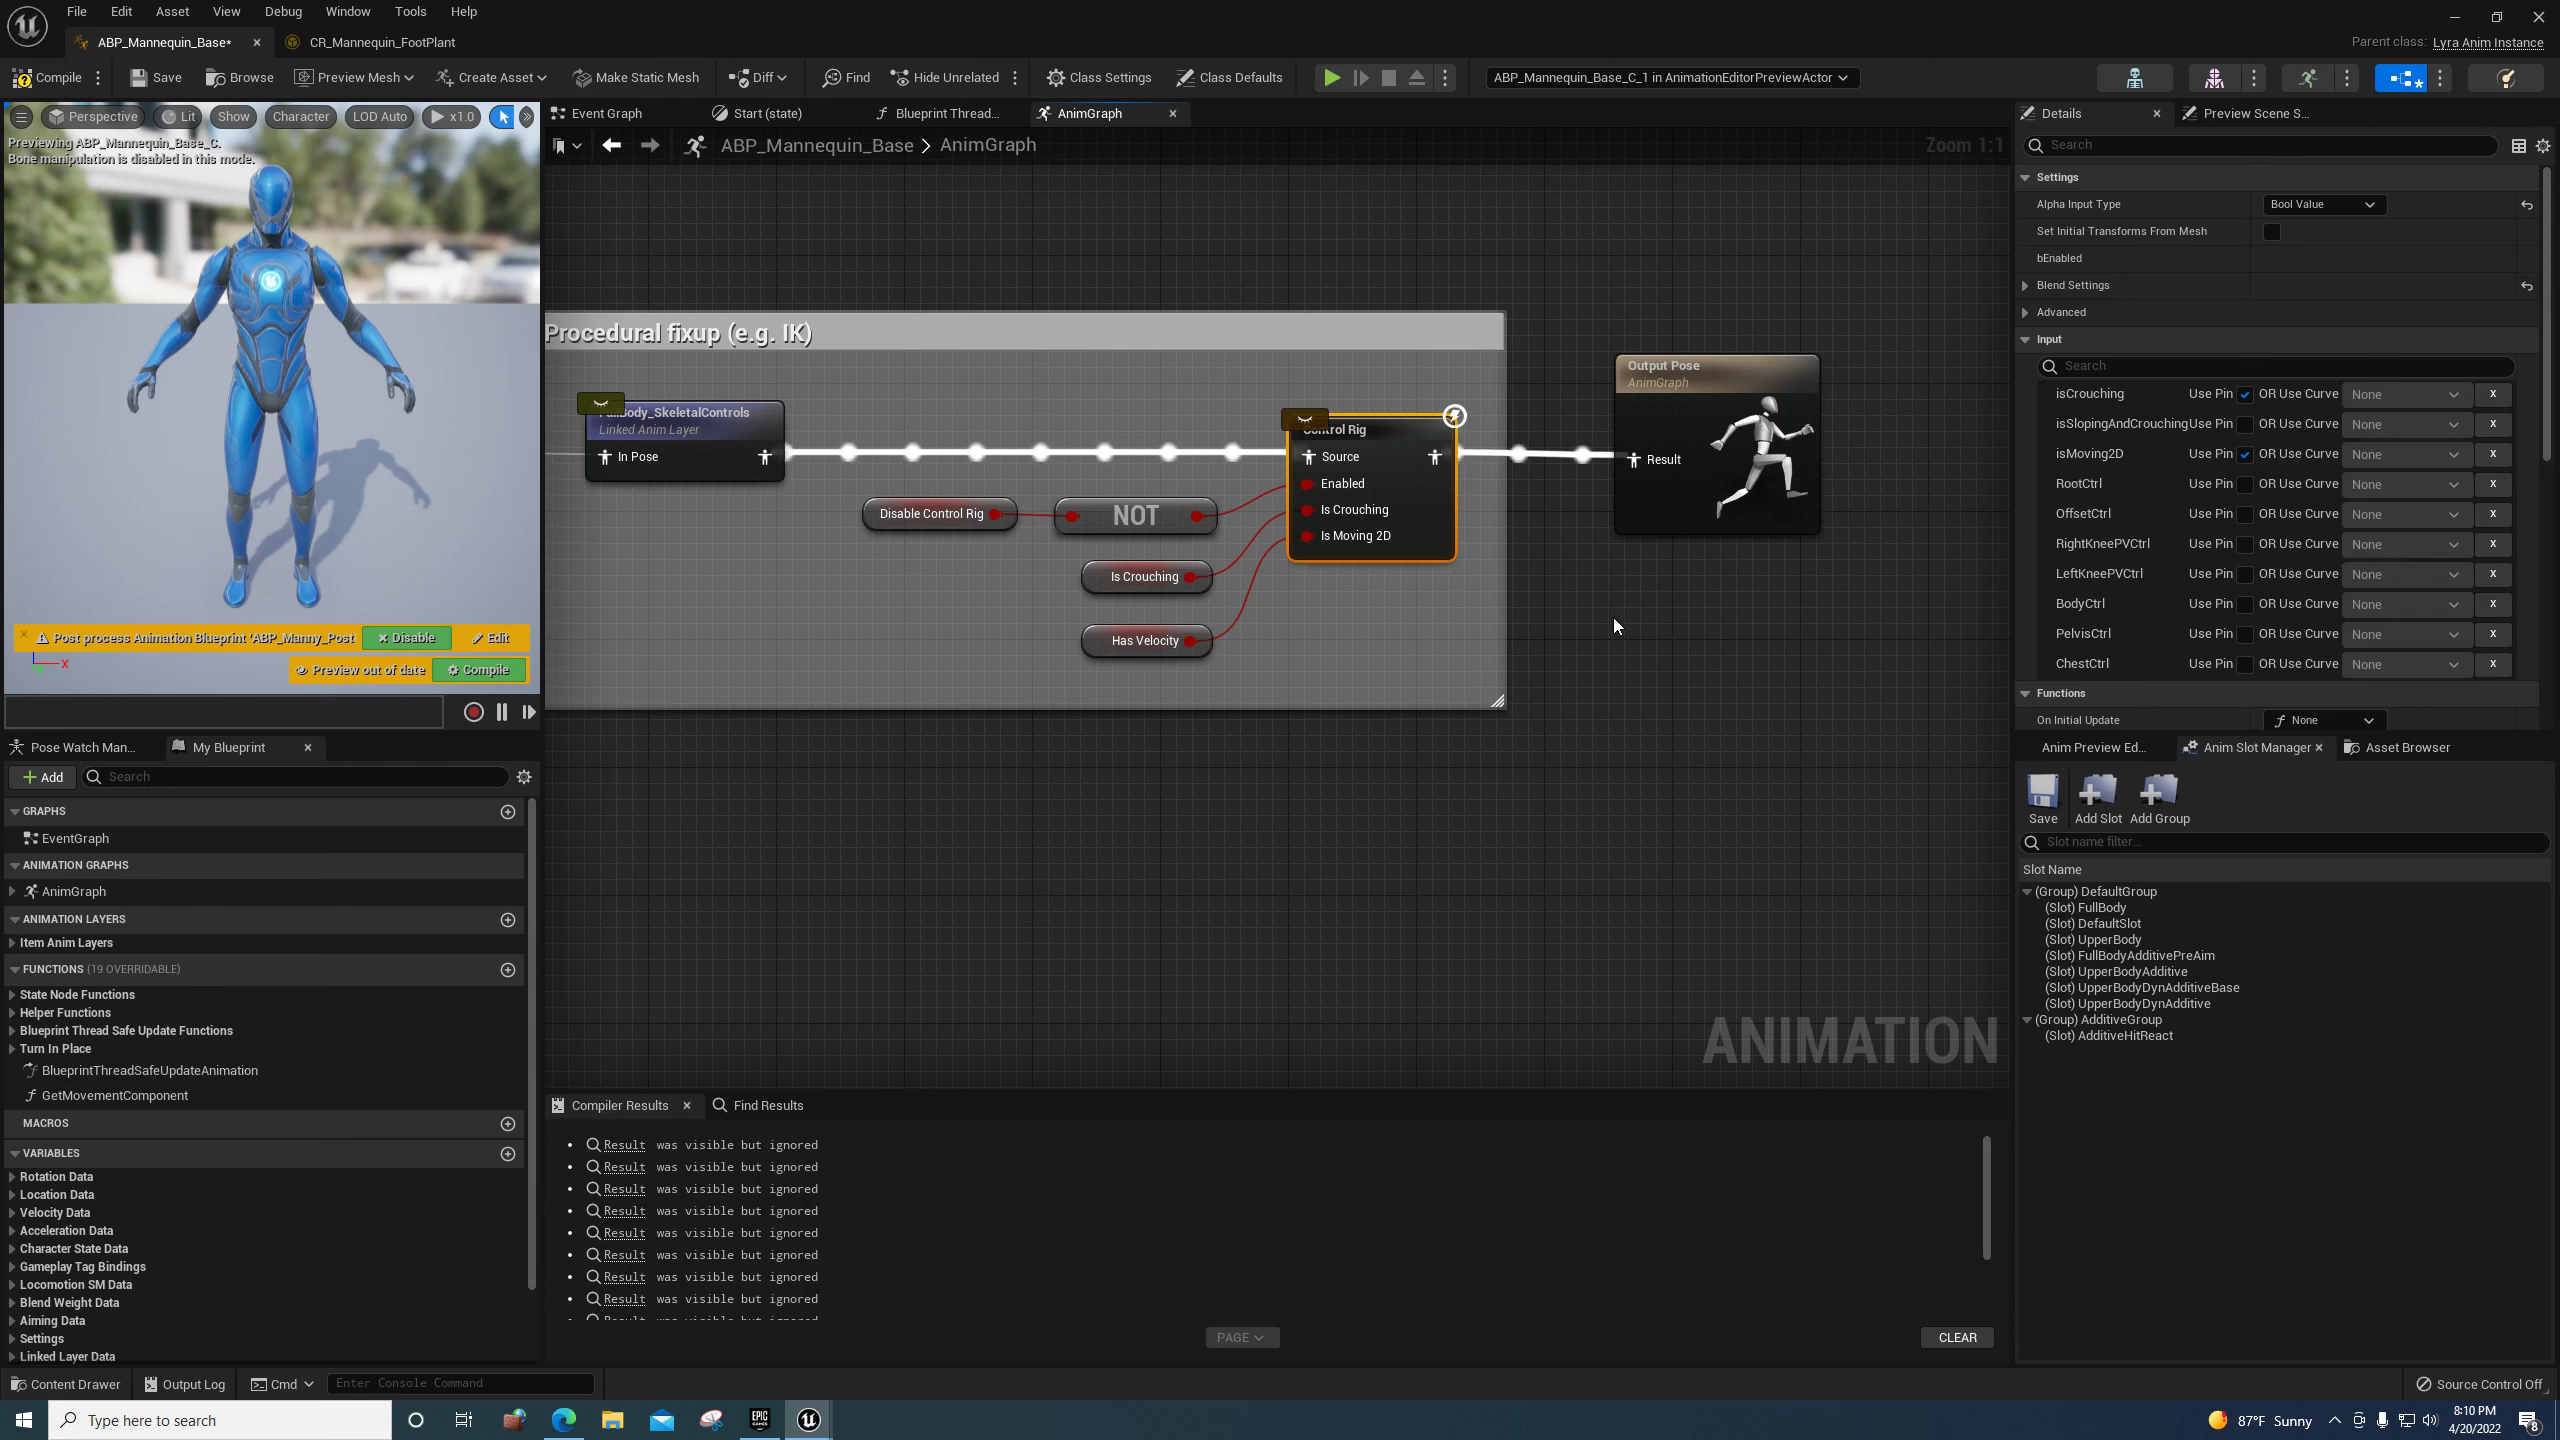 File Edit Asset View Debug Window Tools Help
ABP_Mannequin_Base* CR_Mannequin_FootPlant
Parent class: Lyra Anim Instance
Compile Save Browse Preview Mesh Create Asset Make Static Mesh Diff Find Hide Unrelated Class Settings Class Defaults ABP_Mannequin_Base_C_1 in AnimationEditorPreviewActor
Perspective Lit Show Character LOD Auto x1.0
Previewing ABP_Mannequin_Base_C.
Bone manipulation is disabled in this mode.
Post process Animation Blueprint 'ABP_Manny_Post Disable Edit
X
Preview out of date Compile
Event Graph Start (state) Blueprint Thread... AnimGraph
ABP_Mannequin_Base > AnimGraph
Zoom 1:1
Procedural fixup (e.g. IK)
FullBody_SkeletalControls
Linked Anim Layer
In Pose
Disable Control Rig
NOT
Is Crouching
Has Velocity
Control Rig
Source
Enabled
Is Crouching
Is Moving 2D
Output Pose
AnimGraph
Result
ANIMATION
Pose Watch Man... My Blueprint
Add Search
GRAPHS
EventGraph
ANIMATION GRAPHS
AnimGraph
ANIMATION LAYERS
Item Anim Layers
FUNCTIONS (19 OVERRIDABLE)
State Node Functions
Helper Functions
Blueprint Thread Safe Update Functions
Turn In Place
BlueprintThreadSafeUpdateAnimation
GetMovementComponent
MACROS
VARIABLES
Rotation Data
Location Data
Velocity Data
Acceleration Data
Character State Data
Gameplay Tag Bindings
Locomotion SM Data
Blend Weight Data
Aiming Data
Settings
Linked Layer Data
Compiler Results Find Results
• Result was visible but ignored
• Result was visible but ignored
• Result was visible but ignored
• Result was visible but ignored
• Result was visible but ignored
• Result was visible but ignored
• Result was visible but ignored
• Result was visible but ignored
PAGE
CLEAR
Details Preview Scene S...
Search
Settings
Alpha Input Type Bool Value
Set Initial Transforms From Mesh
bEnabled
Blend Settings
Advanced
Input
Search
isCrouching Use Pin OR Use Curve None X
isSlopingAndCrouching Use Pin OR Use Curve None X
isMoving2D Use Pin OR Use Curve None X
RootCtrl Use Pin OR Use Curve None X
OffsetCtrl Use Pin OR Use Curve None X
RightKneePVCtrl Use Pin OR Use Curve None X
LeftKneePVCtrl Use Pin OR Use Curve None X
BodyCtrl Use Pin OR Use Curve None X
PelvisCtrl Use Pin OR Use Curve None X
ChestCtrl Use Pin OR Use Curve None X
Functions
On Initial Update None
Anim Preview Ed... Anim Slot Manager Asset Browser
Save Add Slot Add Group
Slot name filter...
Slot Name
(Group) DefaultGroup
(Slot) FullBody
(Slot) DefaultSlot
(Slot) UpperBody
(Slot) FullBodyAdditivePreAim
(Slot) UpperBodyAdditive
(Slot) UpperBodyDynAdditiveBase
(Slot) UpperBodyDynAdditive
(Group) AdditiveGroup
(Slot) AdditiveHitReact
Content Drawer Output Log Cmd Enter Console Command Source Control Off
Type here to search
EPIC GAMES
87°F Sunny
8:10 PM
4/20/2022
8